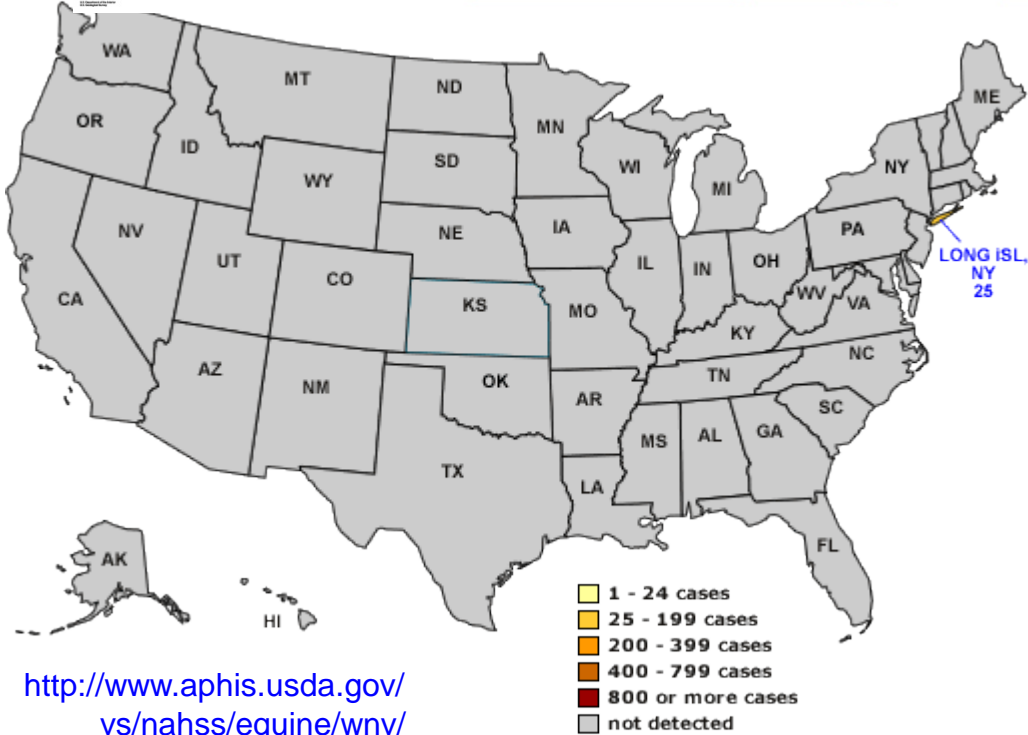 WA
MT
ND
MN
ME
OR
ID
SD
WI
NY
WY
MI
NV
NE
IA
PA
UT
CO
IL
IN
OH
LONG ISL,
NY
25
CA
KS
MO
WV
VA
KY
AZ
NM
OK
TN
NC
AR
SC
MS
AL
GA
TX
LA
FL
AK
HI
1 - 24 cases
25 - 199 cases
200 - 399 cases
400 - 799 cases
800 or more cases
not detected
http://www.aphis.usda.gov/
vs/nahss/equine/wnv/